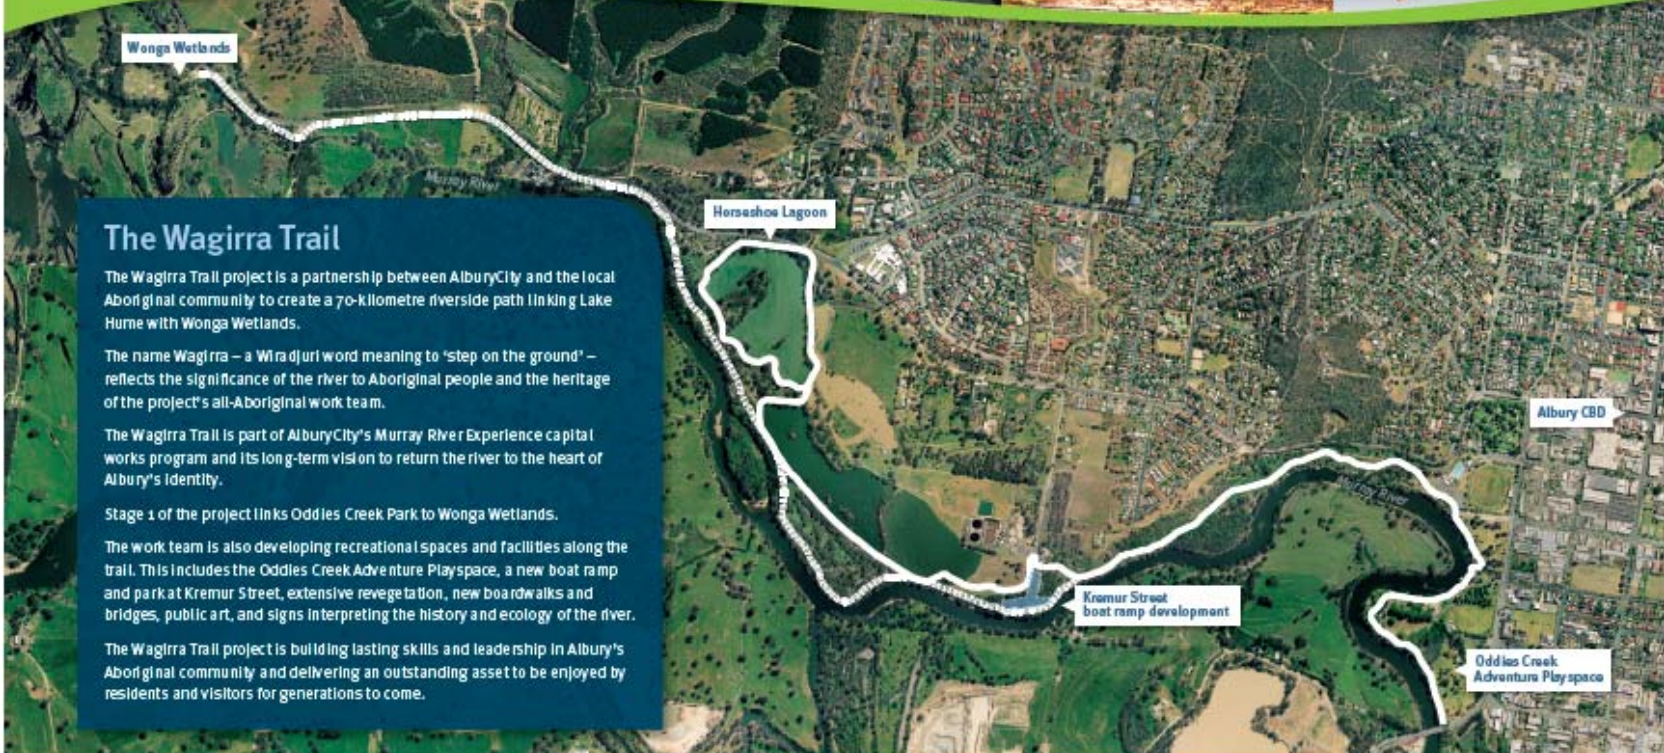 Wonga Wetlands
Murray River
Horseshoe Lagoon
The Wagirra Trail
The Wagirra Trail project is a partnership between AlburyCity and the local
Aboriginal community to create a 70-kilometre riverside path linking Lake
Hume with Wonga Wetlands.
The name Wagirra – a Wiradjuri word meaning to ‘step on the ground’ –
reflects the significance of the river to Aboriginal people and the heritage
of the project's all-Aboriginal work team.
The Wagirra Trail is part of AlburyCity's Murray River Experience capital
works program and its long-term vision to return the river to the heart of
Albury's identity.
Stage 1 of the project links Oddies Creek Park to Wonga Wetlands.
The work team is also developing recreational spaces and facilities along the
trail. This includes the Oddies Creek Adventure Playspace, a new boat ramp
and park at Kremur Street, extensive revegetation, new boardwalks and
bridges, public art, and signs interpreting the history and ecology of the river.
The Wagirra Trail project is building lasting skills and leadership in Albury's
Aboriginal community and delivering an outstanding asset to be enjoyed by
residents and visitors for generations to come.
Albury CBD
Murray River
Kremur Street
boat ramp development
Oddies Creek
Adventure Playspace